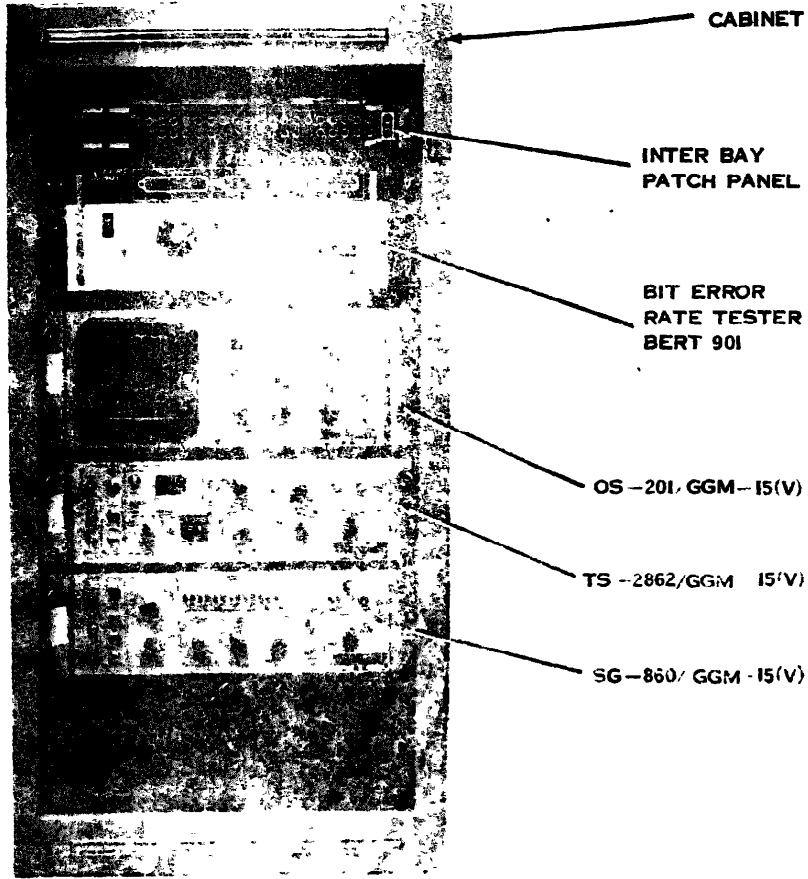 CABINET
INTER BAY
PATCH PANEL
BIT ERROR
RATE TESTER
BERT 901
OS-201/GGM-15(V)
TS-2862/GGM 15(V)
SG-860/GGM-15(V)